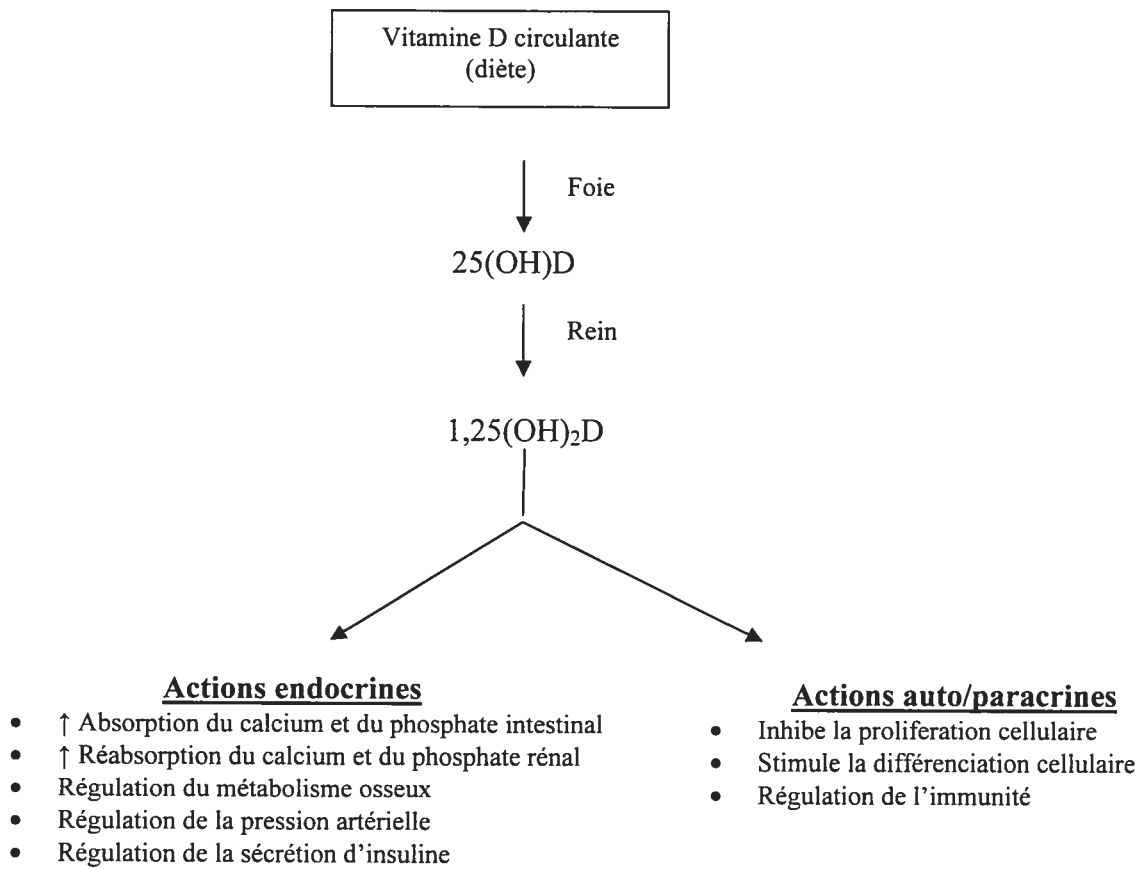 Vitamine D circulante
(diète)
Foie
25(OH)D
Rein
1,25(OH)₂D
Actions endocrines
• ↑ Absorption du calcium et du phosphate intestinal
• ↑ Réabsorption du calcium et du phosphate rénal
• Régulation du métabolisme osseux
• Régulation de la pression artérielle
• Régulation de la sécrétion d'insuline
Actions auto/paracrines
• Inhibe la proliferation cellulaire
• Stimule la différenciation cellulaire
• Régulation de l'immunité